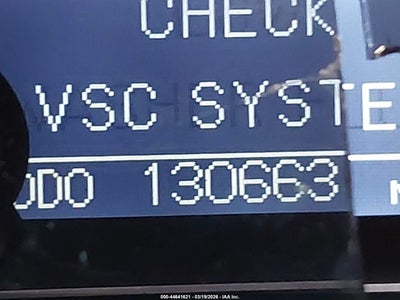 CHECK
VSC SYSTE
ODO 130663
000-44641621 - 03/19/2026 - IAA Inc.